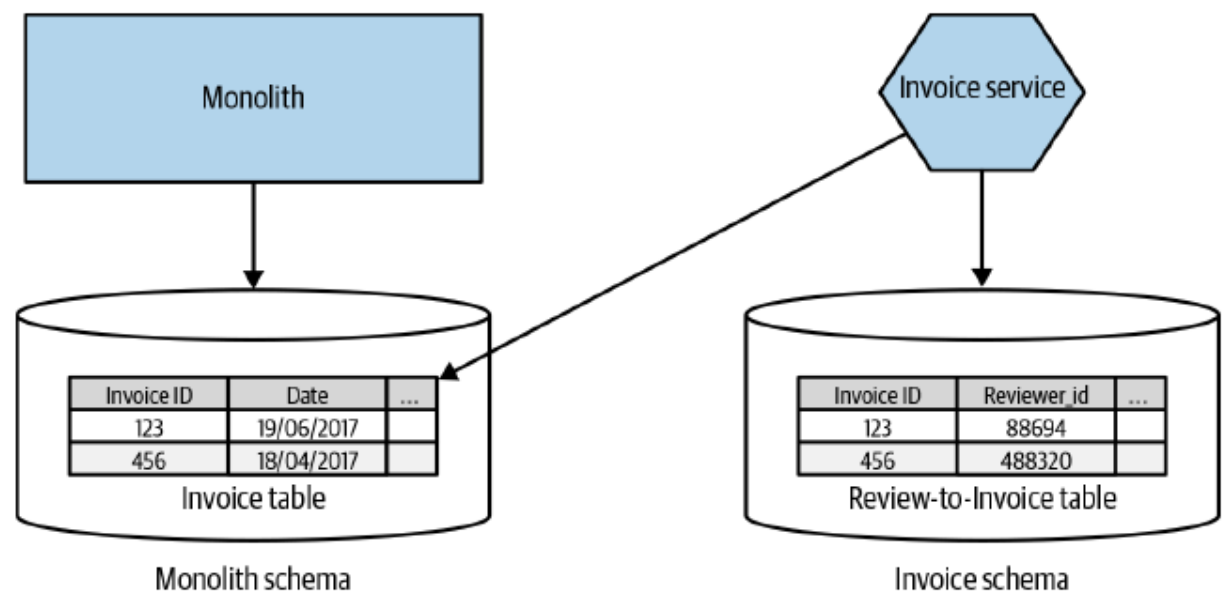 Monolith
Invoice service
Invoice ID Date ...
123 19/06/2017
456 18/04/2017
Invoice table
Monolith schema
Invoice ID Reviewer_id ...
123 88694
456 488320
Review-to-Invoice table
Invoice schema